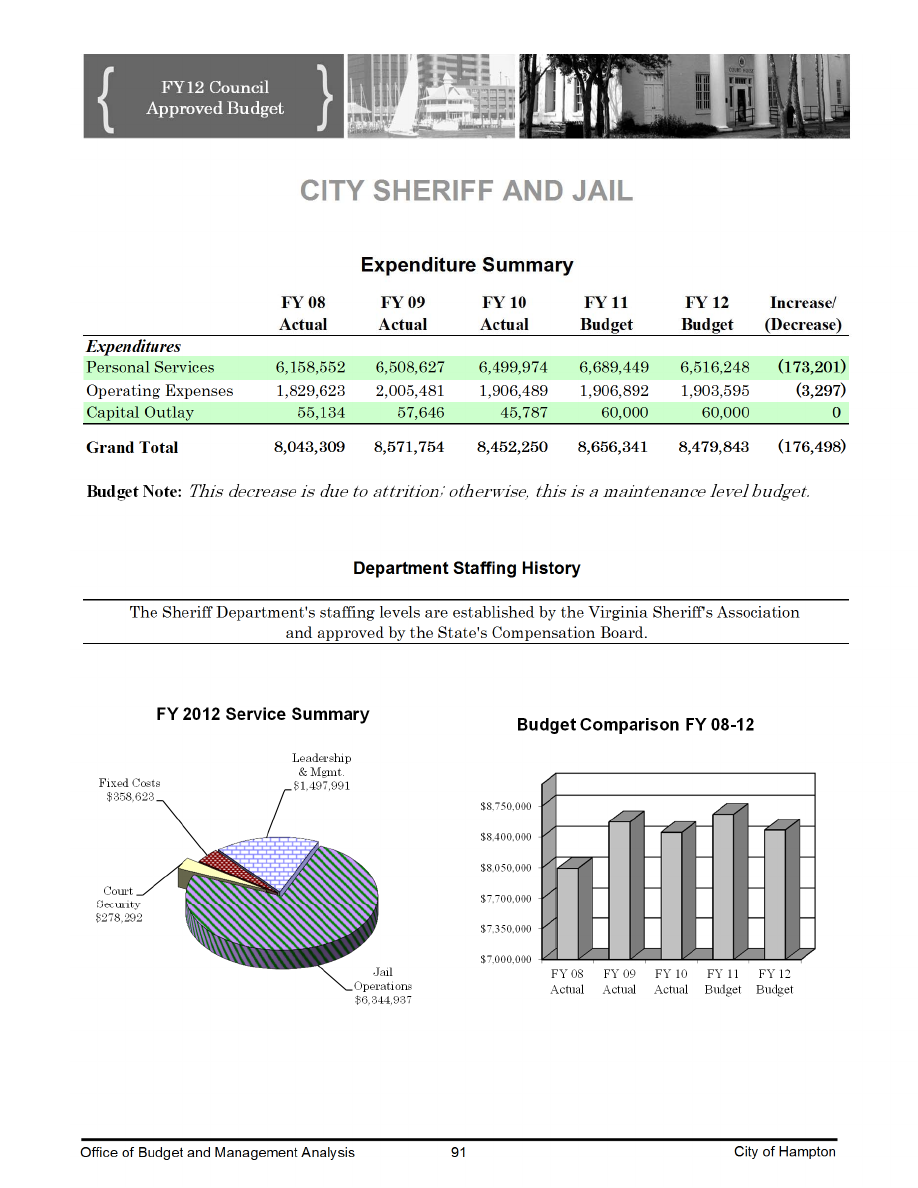 FY12 Council
Approved Budget
COURT HOUSE
CITY SHERIFF AND JAIL
Expenditure Summary
FY 08 FY 09 FY 10 FY 11 FY 12 Increase/
Actual Actual Actual Budget Budget (Decrease)
Expenditures
Personal Services 6,158,552 6,508,627 6,499,974 6,689,449 6,516,248 (173,201)
Operating Expenses 1,829,623 2,005,481 1,906,489 1,906,892 1,903,595 (3,297)
Capital Outlay 55,134 57,646 45,787 60,000 60,000 0
Grand Total 8,043,309 8,571,754 8,452,250 8,656,341 8,479,843 (176,498)
Budget Note: This decrease is due to attrition; otherwise, this is a maintenance level budget.
Department Staffing History
The Sheriff Department's staffing levels are established by the Virginia Sheriff's Association
and approved by the State's Compensation Board.
FY 2012 Service Summary
Leadership
& Mgmt.
$1,497,991
Fixed Costs
$358,623
Court
Security
$278,292
Jail
Operations
$6,344,937
Budget Comparison FY 08-12
$8,750,000
$8,400,000
$8,050,000
$7,700,000
$7,350,000
$7,000,000
FY 08 FY 09 FY 10 FY 11 FY 12
Actual Actual Actual Budget Budget
Office of Budget and Management Analysis 91 City of Hampton